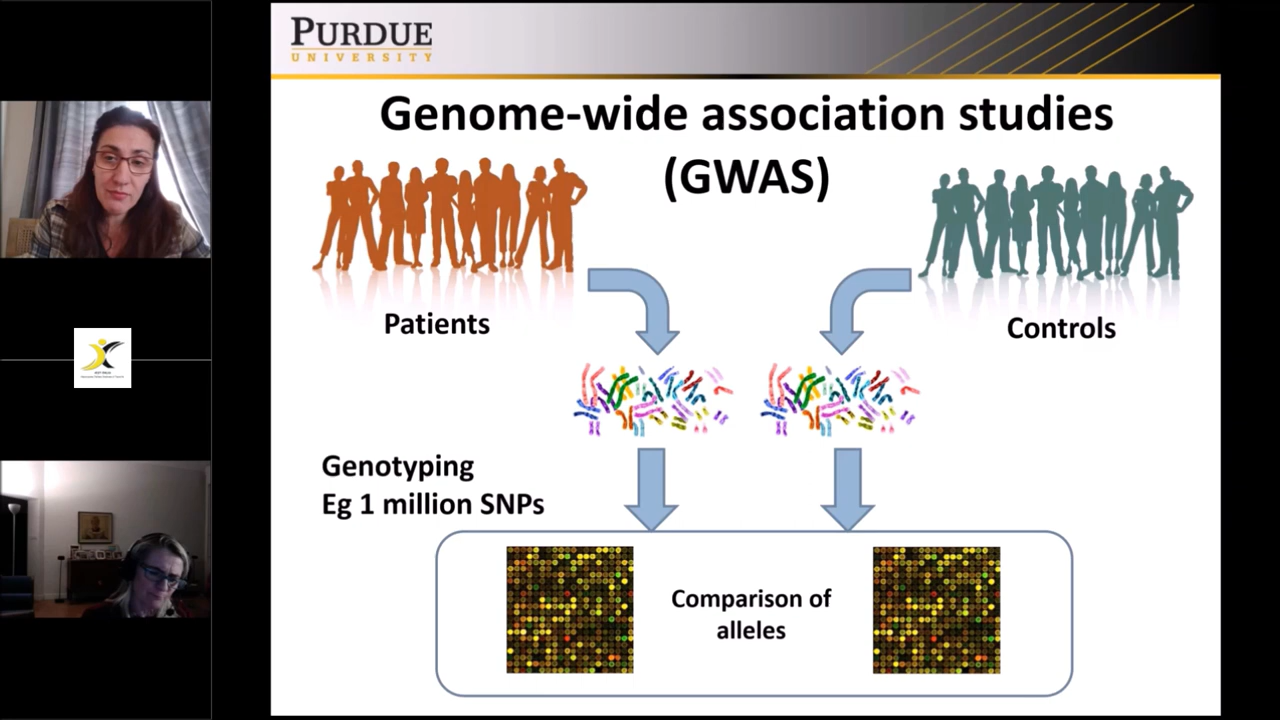 PURDUE
UNIVERSITY
Genome-wide association studies
(GWAS)
Patients
Controls
Genotyping
Eg 1 million SNPs
Comparison of
alleles